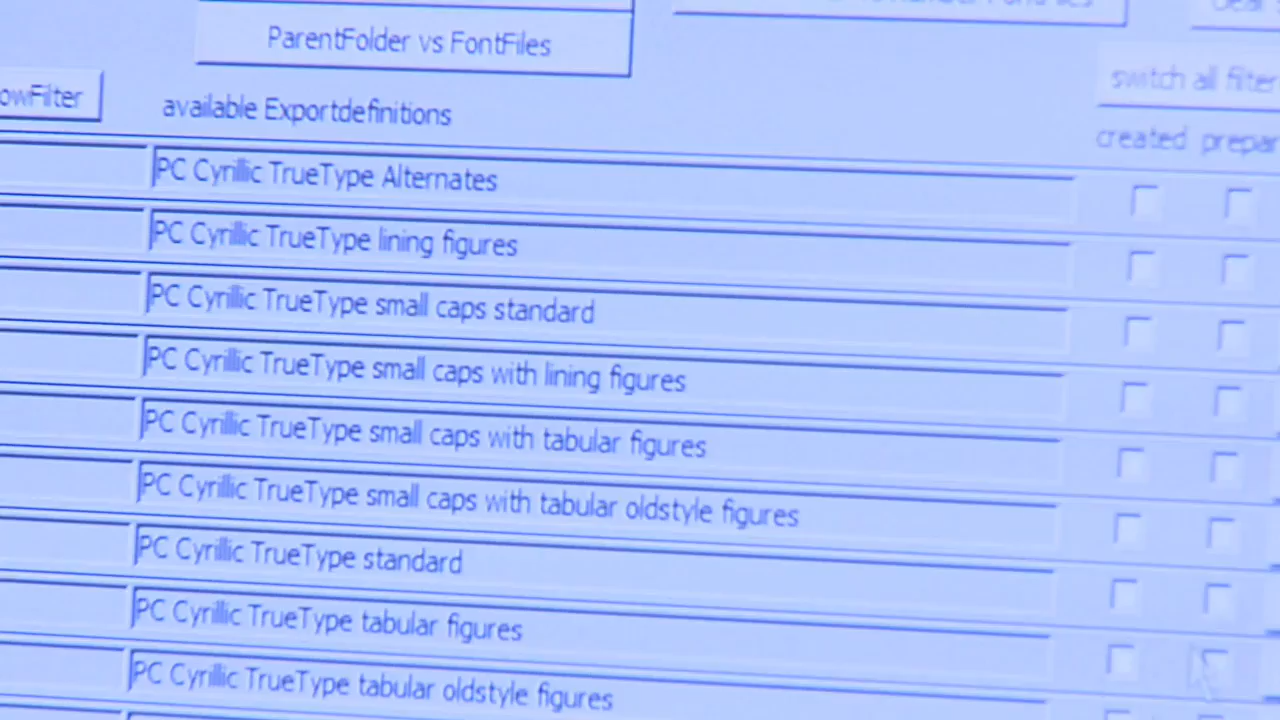 ParentFolder vs FontFiles
switch all filter
owFilter
available Exportdefinitions
created prepar
PC Cyrillic TrueType Alternates
PC Cyrillic TrueType lining figures
PC Cyrillic TrueType small caps standard
PC Cyrillic TrueType small caps with lining figures
PC Cyrillic TrueType small caps with tabular figures
PC Cyrillic TrueType small caps with tabular oldstyle figures
PC Cyrillic TrueType standard
PC Cyrillic TrueType tabular figures
PC Cyrillic TrueType tabular oldstyle figures